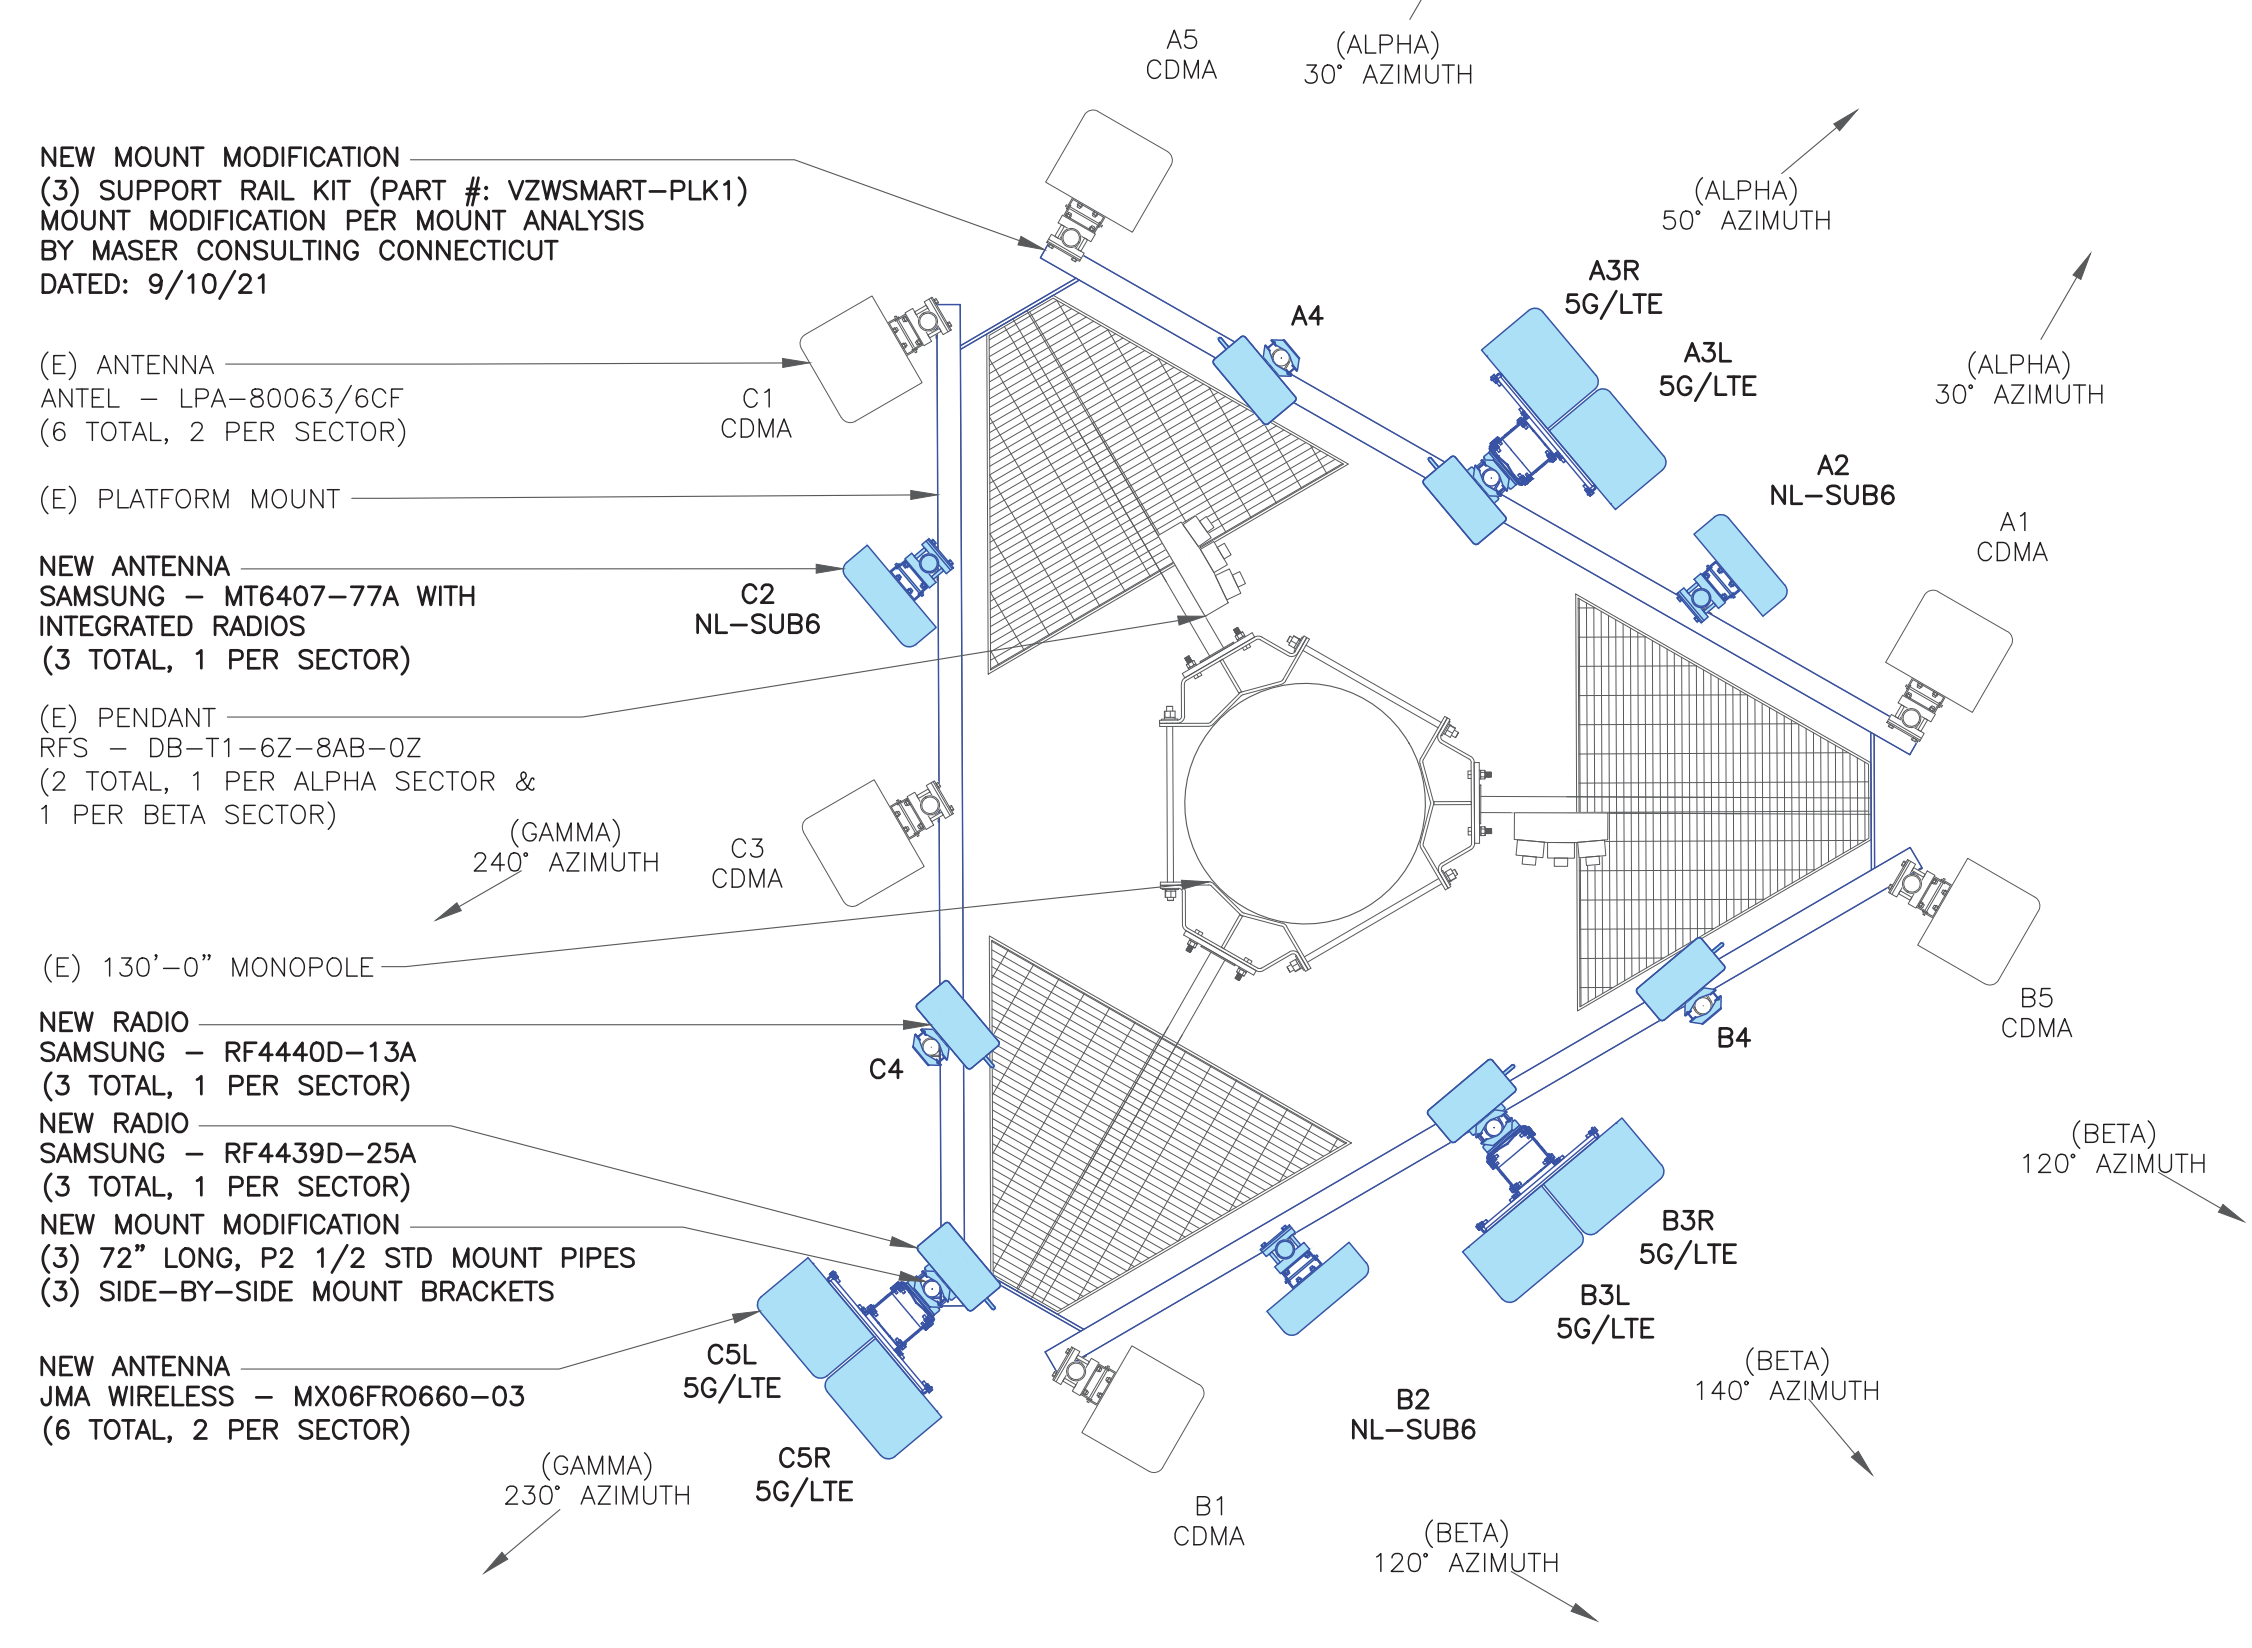 NEW MOUNT MODIFICATION
(3) SUPPORT RAIL KIT (PART #: VZWSMART-PLK1)
MOUNT MODIFICATION PER MOUNT ANALYSIS
BY MASER CONSULTING CONNECTICUT
DATED: 9/10/21
(E) ANTENNA
ANTEL - LPA-80063/6CF
(6 TOTAL, 2 PER SECTOR)
(E) PLATFORM MOUNT
NEW ANTENNA
SAMSUNG - MT6407-77A WITH
INTEGRATED RADIOS
(3 TOTAL, 1 PER SECTOR)
(E) PENDANT
RFS - DB-T1-6Z-8AB-0Z
(2 TOTAL, 1 PER ALPHA SECTOR &
1 PER BETA SECTOR)
(E) 130'-0" MONOPOLE
NEW RADIO
SAMSUNG - RF4440D-13A
(3 TOTAL, 1 PER SECTOR)
NEW RADIO
SAMSUNG - RF4439D-25A
(3 TOTAL, 1 PER SECTOR)
NEW MOUNT MODIFICATION
(3) 72" LONG, P2 1/2 STD MOUNT PIPES
(3) SIDE-BY-SIDE MOUNT BRACKETS
NEW ANTENNA
JMA WIRELESS - MX06FRO660-03
(6 TOTAL, 2 PER SECTOR)
A5
CDMA
(ALPHA)
30° AZIMUTH
(ALPHA)
50° AZIMUTH
A3R
5G/LTE
A4
A3L
5G/LTE
(ALPHA)
30° AZIMUTH
A2
NL-SUB6
A1
CDMA
C1
CDMA
C2
NL-SUB6
(GAMMA)
240° AZIMUTH
C3
CDMA
C4
B5
CDMA
B4
(BETA)
120° AZIMUTH
B3R
5G/LTE
B3L
5G/LTE
C5L
5G/LTE
(BETA)
140° AZIMUTH
B2
NL-SUB6
C5R
5G/LTE
(GAMMA)
230° AZIMUTH
B1
CDMA
(BETA)
120° AZIMUTH